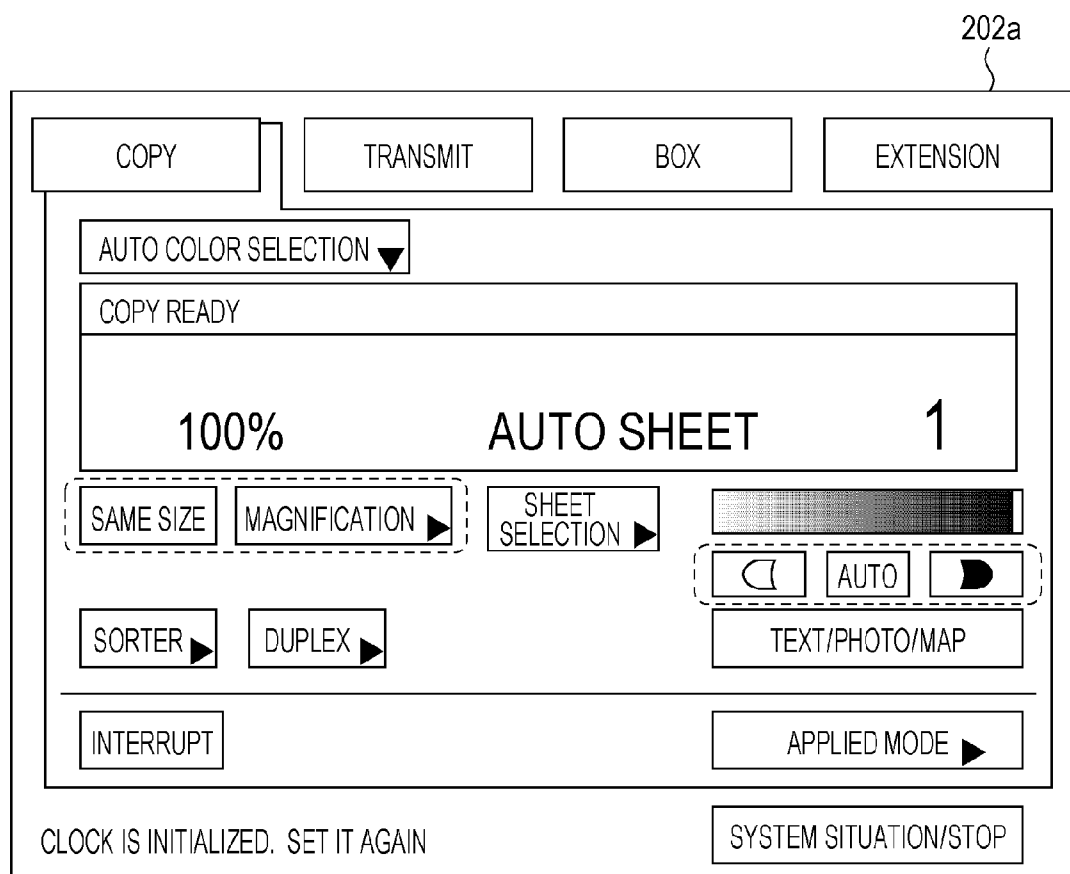 202a
COPY
TRANSMIT
BOX
EXTENSION
AUTO COLOR SELECTION
COPY READY
100%
AUTO SHEET
1
SAME SIZE
MAGNIFICATION
SHEET
SELECTION
AUTO
SORTER
DUPLEX
TEXT/PHOTO/MAP
INTERRUPT
APPLIED MODE
CLOCK IS INITIALIZED. SET IT AGAIN
SYSTEM SITUATION/STOP